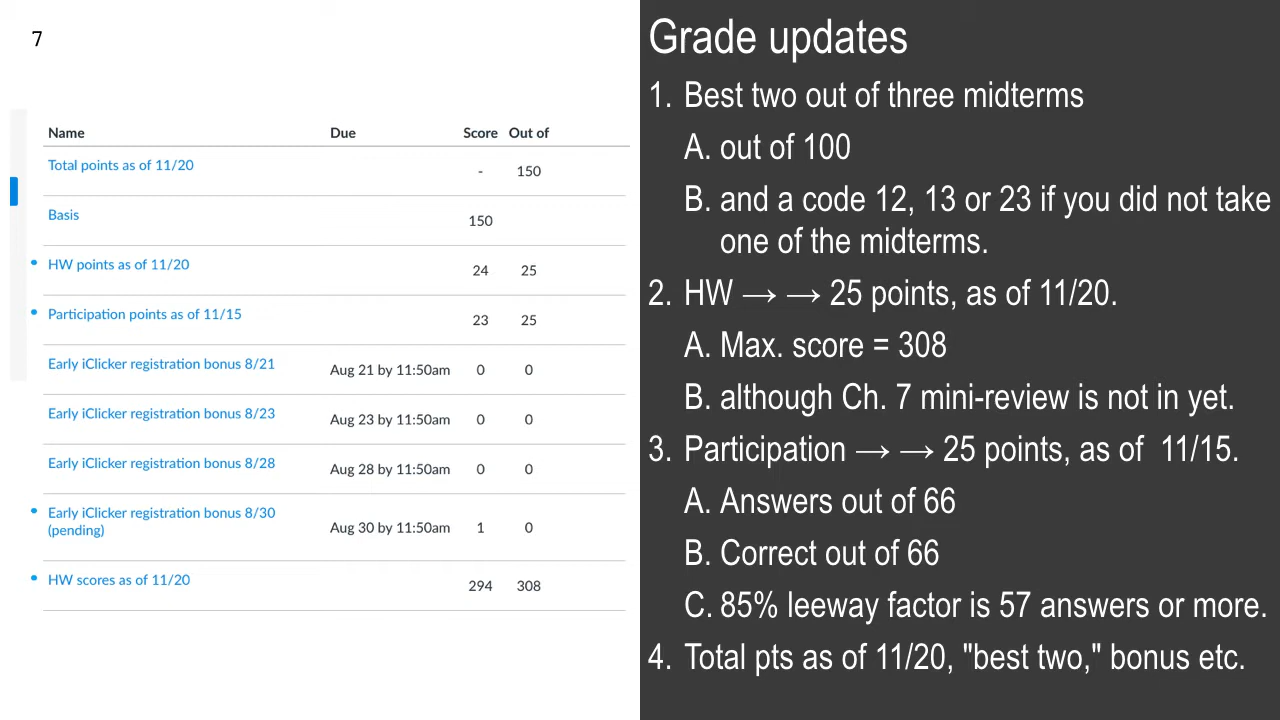 7
Name Due Score Out of
Total points as of 11/20 - 150
Basis 150
• HW points as of 11/20 24 25
• Participation points as of 11/15 23 25
Early iClicker registration bonus 8/21 Aug 21 by 11:50am 0 0
Early iClicker registration bonus 8/23 Aug 23 by 11:50am 0 0
Early iClicker registration bonus 8/28 Aug 28 by 11:50am 0 0
• Early iClicker registration bonus 8/30
(pending) Aug 30 by 11:50am 1 0
• HW scores as of 11/20 294 308
Grade updates
1. Best two out of three midterms
A. out of 100
B. and a code 12, 13 or 23 if you did not take
one of the midterms.
2. HW → → 25 points, as of 11/20.
A. Max. score = 308
B. although Ch. 7 mini-review is not in yet.
3. Participation → → 25 points, as of 11/15.
A. Answers out of 66
B. Correct out of 66
C. 85% leeway factor is 57 answers or more.
4. Total pts as of 11/20, "best two," bonus etc.